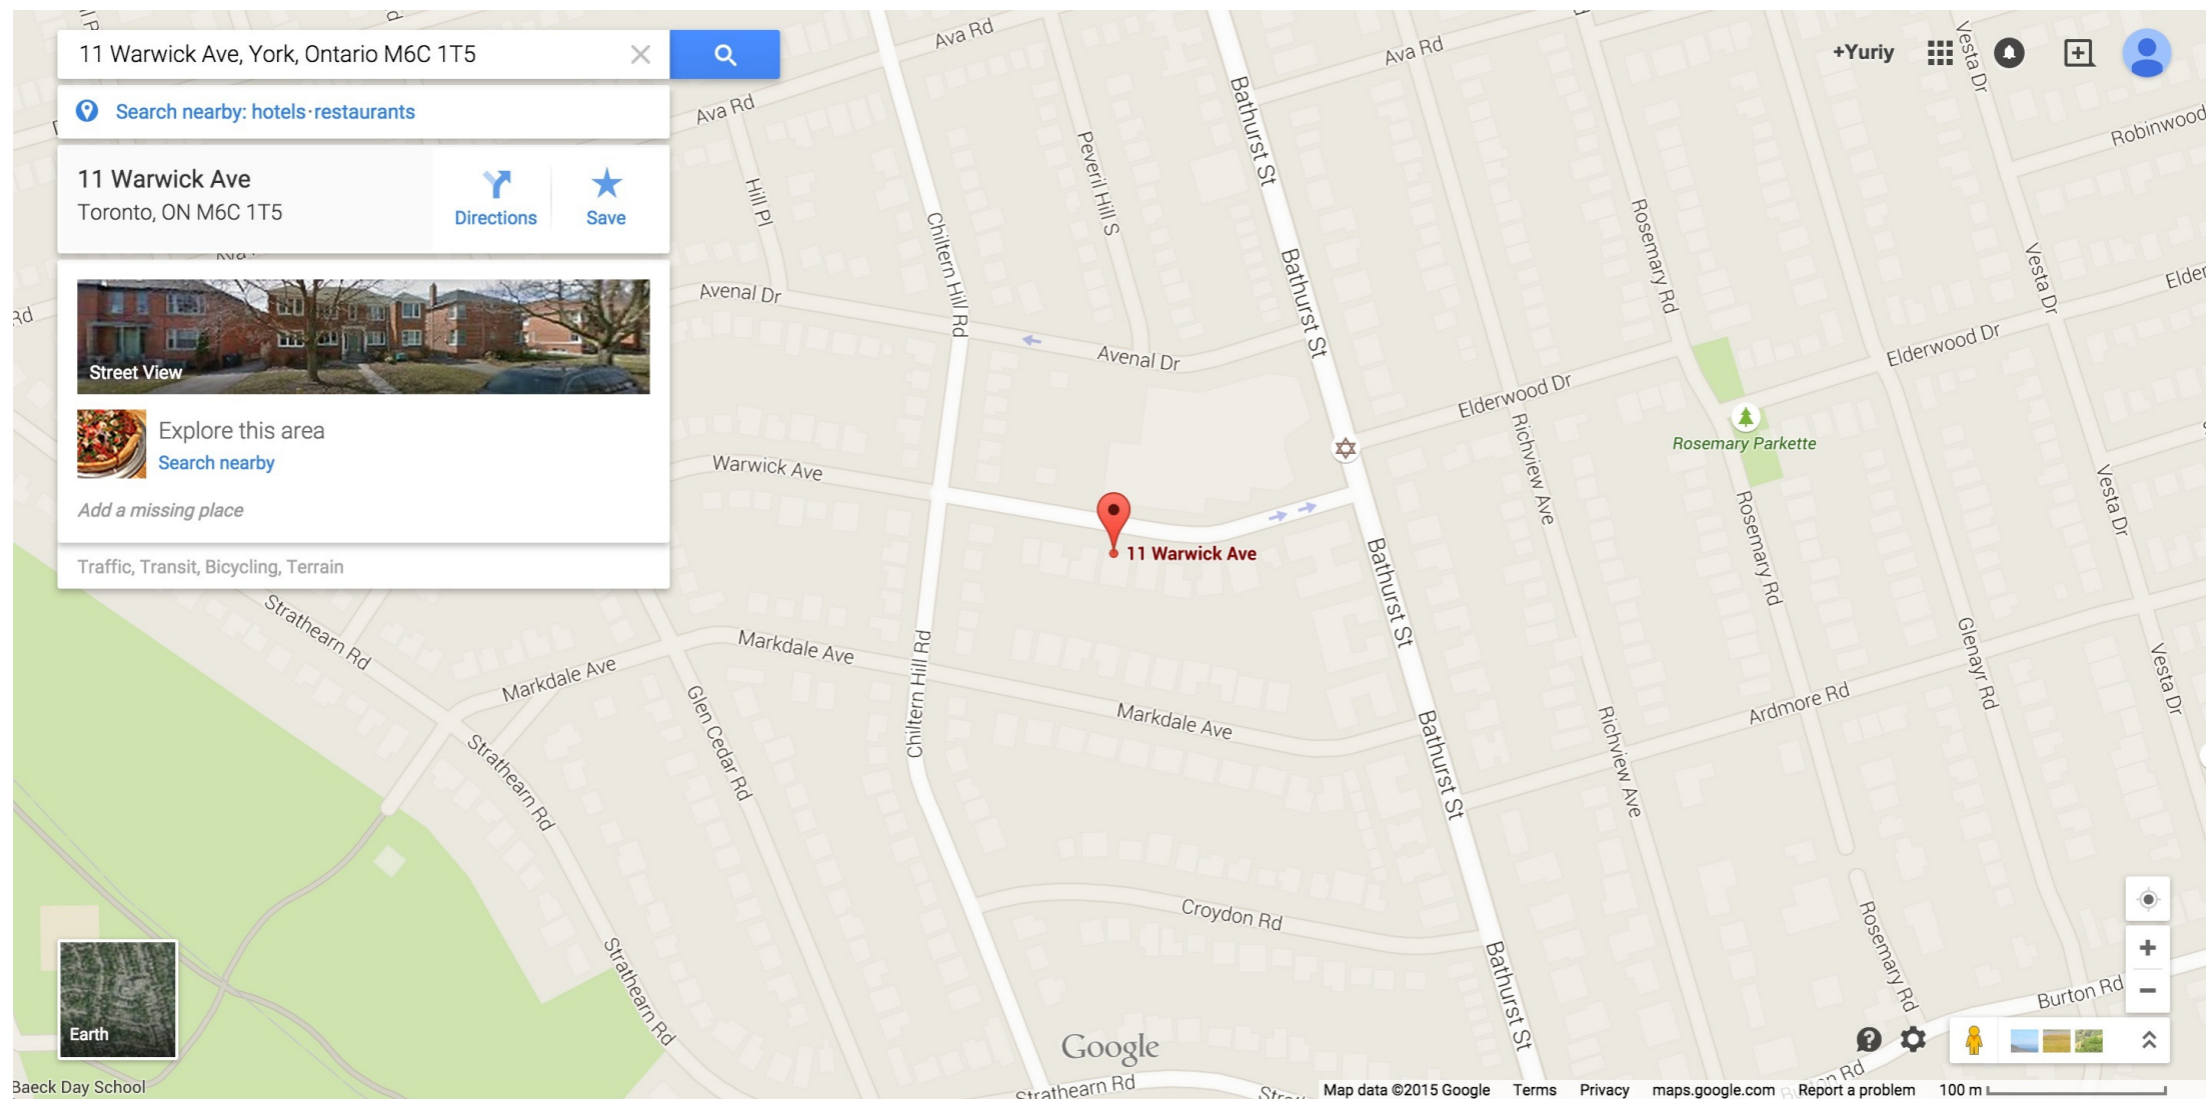 11 Warwick Ave, York, Ontario M6C 1T5
Search nearby: hotels·restaurants
11 Warwick Ave
Toronto, ON M6C 1T5
Directions
Save
Street View
Explore this area
Search nearby
Add a missing place
Traffic, Transit, Bicycling, Terrain
+Yuriy
Ava Rd
Ava Rd
Ava Rd
Vesta Dr
Robinwood
Bathurst St
Peveril Hill S
Hill Pl
Chiltern Hill Rd
Rosemary Rd
Vesta Dr
Elder
Rd
Avenal Dr
Bathurst St
Avenal Dr
Elderwood Dr
Elderwood Dr
Rosemary Parkette
Richview Ave
Warwick Ave
Vesta Dr
Rosemary Rd
11 Warwick Ave
Bathurst St
Strathearn Rd
Markdale Ave
Markdale Ave
Chiltern Hill Rd
Glenayr Rd
Vesta Dr
Glen Cedar Rd
Markdale Ave
Ardmore Rd
Bathurst St
Richview Ave
Strathearn Rd
Croydon Rd
Rosemary Rd
Strathearn Rd
Bathurst St
Burton Rd
Earth
Google
Baeck Day School
Strathearn Rd
Map data ©2015 Google
Terms
Privacy
maps.google.com
Report a problem
100 m